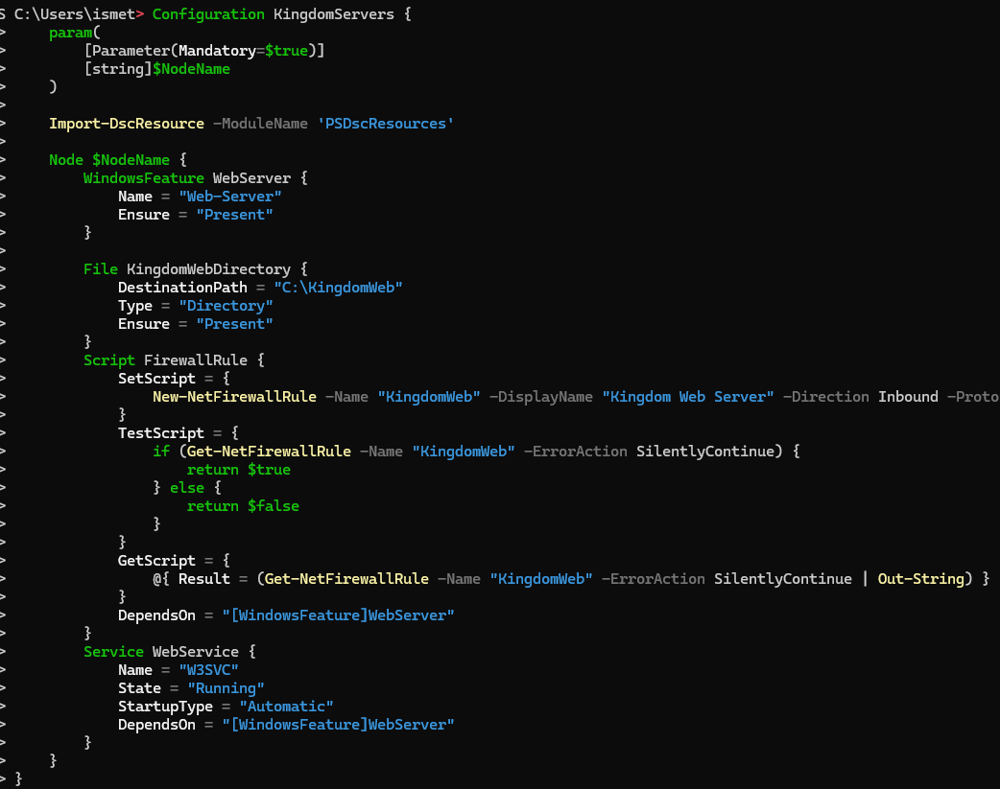 S C:\Users\ismet> Configuration KingdomServers {
>     param(
>         [Parameter(Mandatory=$true)]
>         [string]$NodeName
>     )
>
>     Import-DscResource -ModuleName 'PSDscResources'
>
>     Node $NodeName {
>         WindowsFeature WebServer {
>             Name = "Web-Server"
>             Ensure = "Present"
>         }
>
>         File KingdomWebDirectory {
>             DestinationPath = "C:\KingdomWeb"
>             Type = "Directory"
>             Ensure = "Present"
>         }
>         Script FirewallRule {
>             SetScript = {
>                 New-NetFirewallRule -Name "KingdomWeb" -DisplayName "Kingdom Web Server" -Direction Inbound -Proto
>             }
>             TestScript = {
>                 if (Get-NetFirewallRule -Name "KingdomWeb" -ErrorAction SilentlyContinue) {
>                     return $true
>                 } else {
>                     return $false
>                 }
>             }
>             GetScript = {
>                 @{ Result = (Get-NetFirewallRule -Name "KingdomWeb" -ErrorAction SilentlyContinue | Out-String) }
>             }
>             DependsOn = "[WindowsFeature]WebServer"
>         }
>         Service WebService {
>             Name = "W3SVC"
>             State = "Running"
>             StartupType = "Automatic"
>             DependsOn = "[WindowsFeature]WebServer"
>         }
>     }
> }